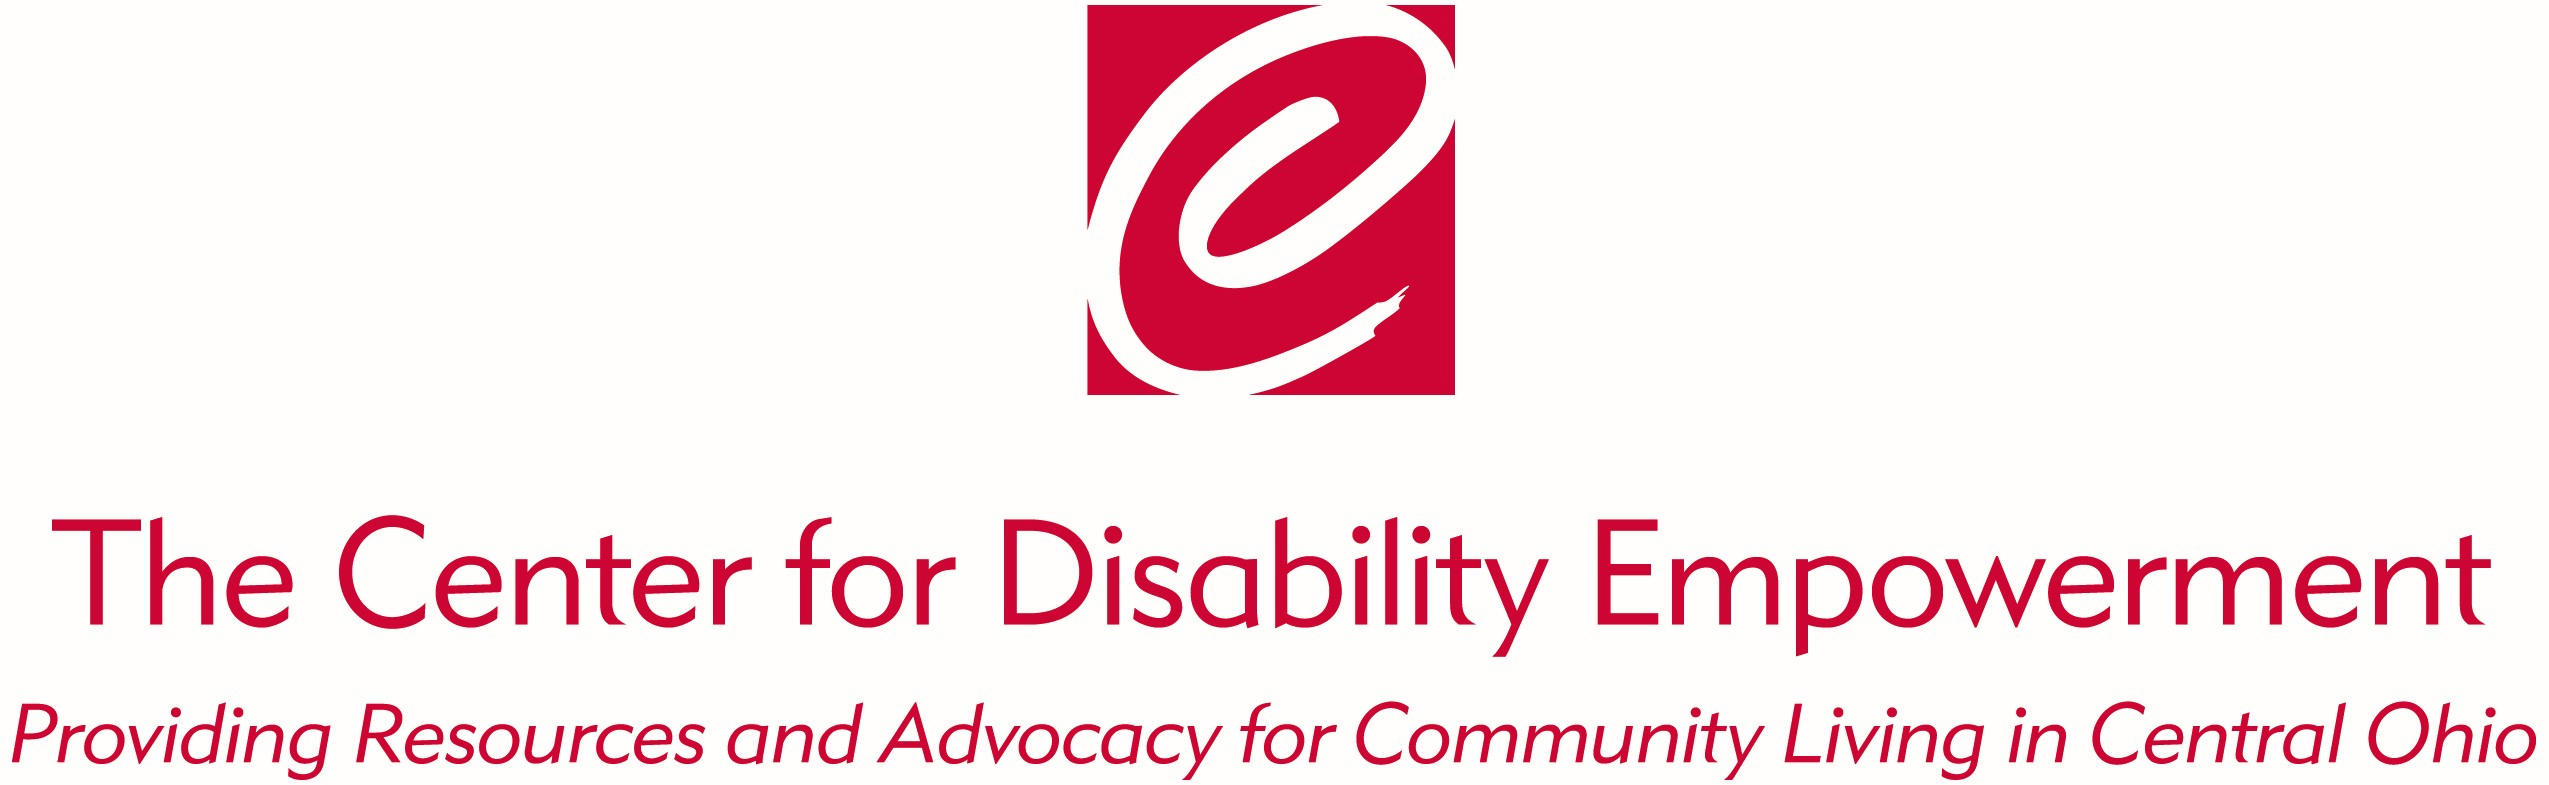 e
The Center for Disability Empowerment
Providing Resources and Advocacy for Community Living in Central Ohio